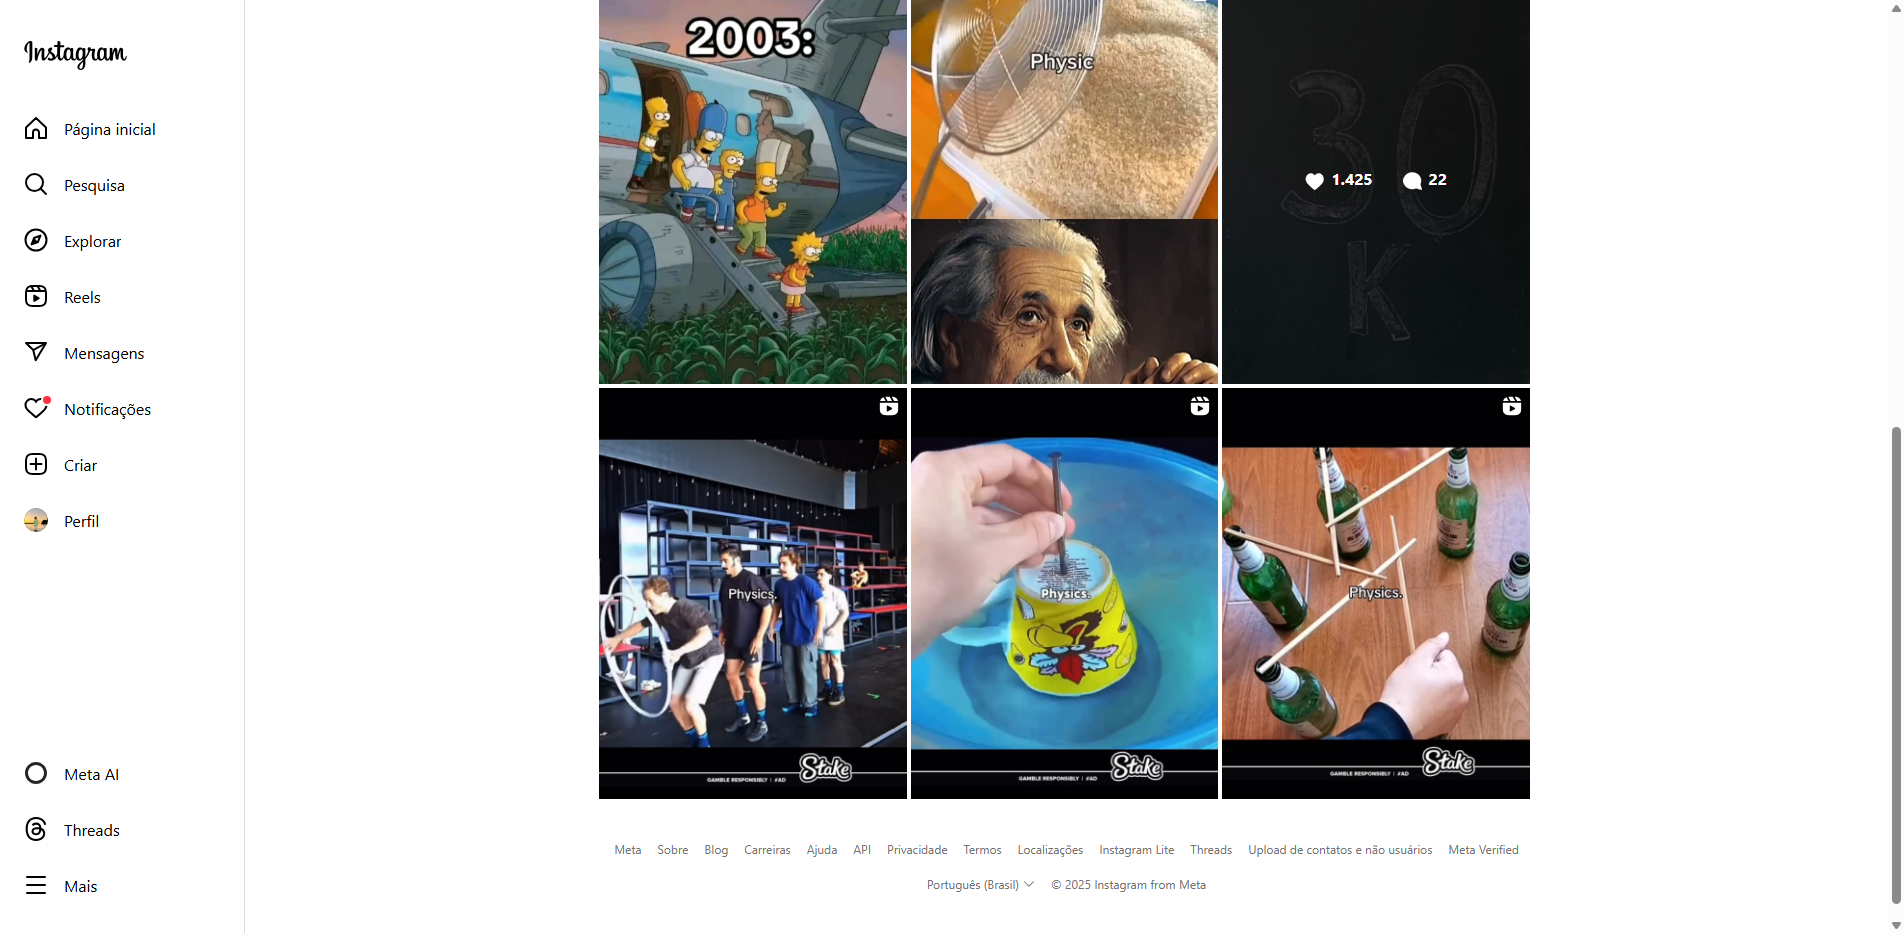 Instagram
Página inicial
Pesquisa
Explorar
Reels
Mensagens
Notificações
Criar
Perfil
Meta AI
Threads
Mais
2003:
Physic
30
K
1.425 22
Physics.
GAMBLE RESPONSIBLY | #AD Stake
Physics.
GAMBLE RESPONSIBLY | #AD Stake
Physics.
GAMBLE RESPONSIBLY | #AD Stake
Meta Sobre Blog Carreiras Ajuda API Privacidade Termos Localizações Instagram Lite Threads Upload de contatos e não usuários Meta Verified
Português (Brasil) © 2025 Instagram from Meta